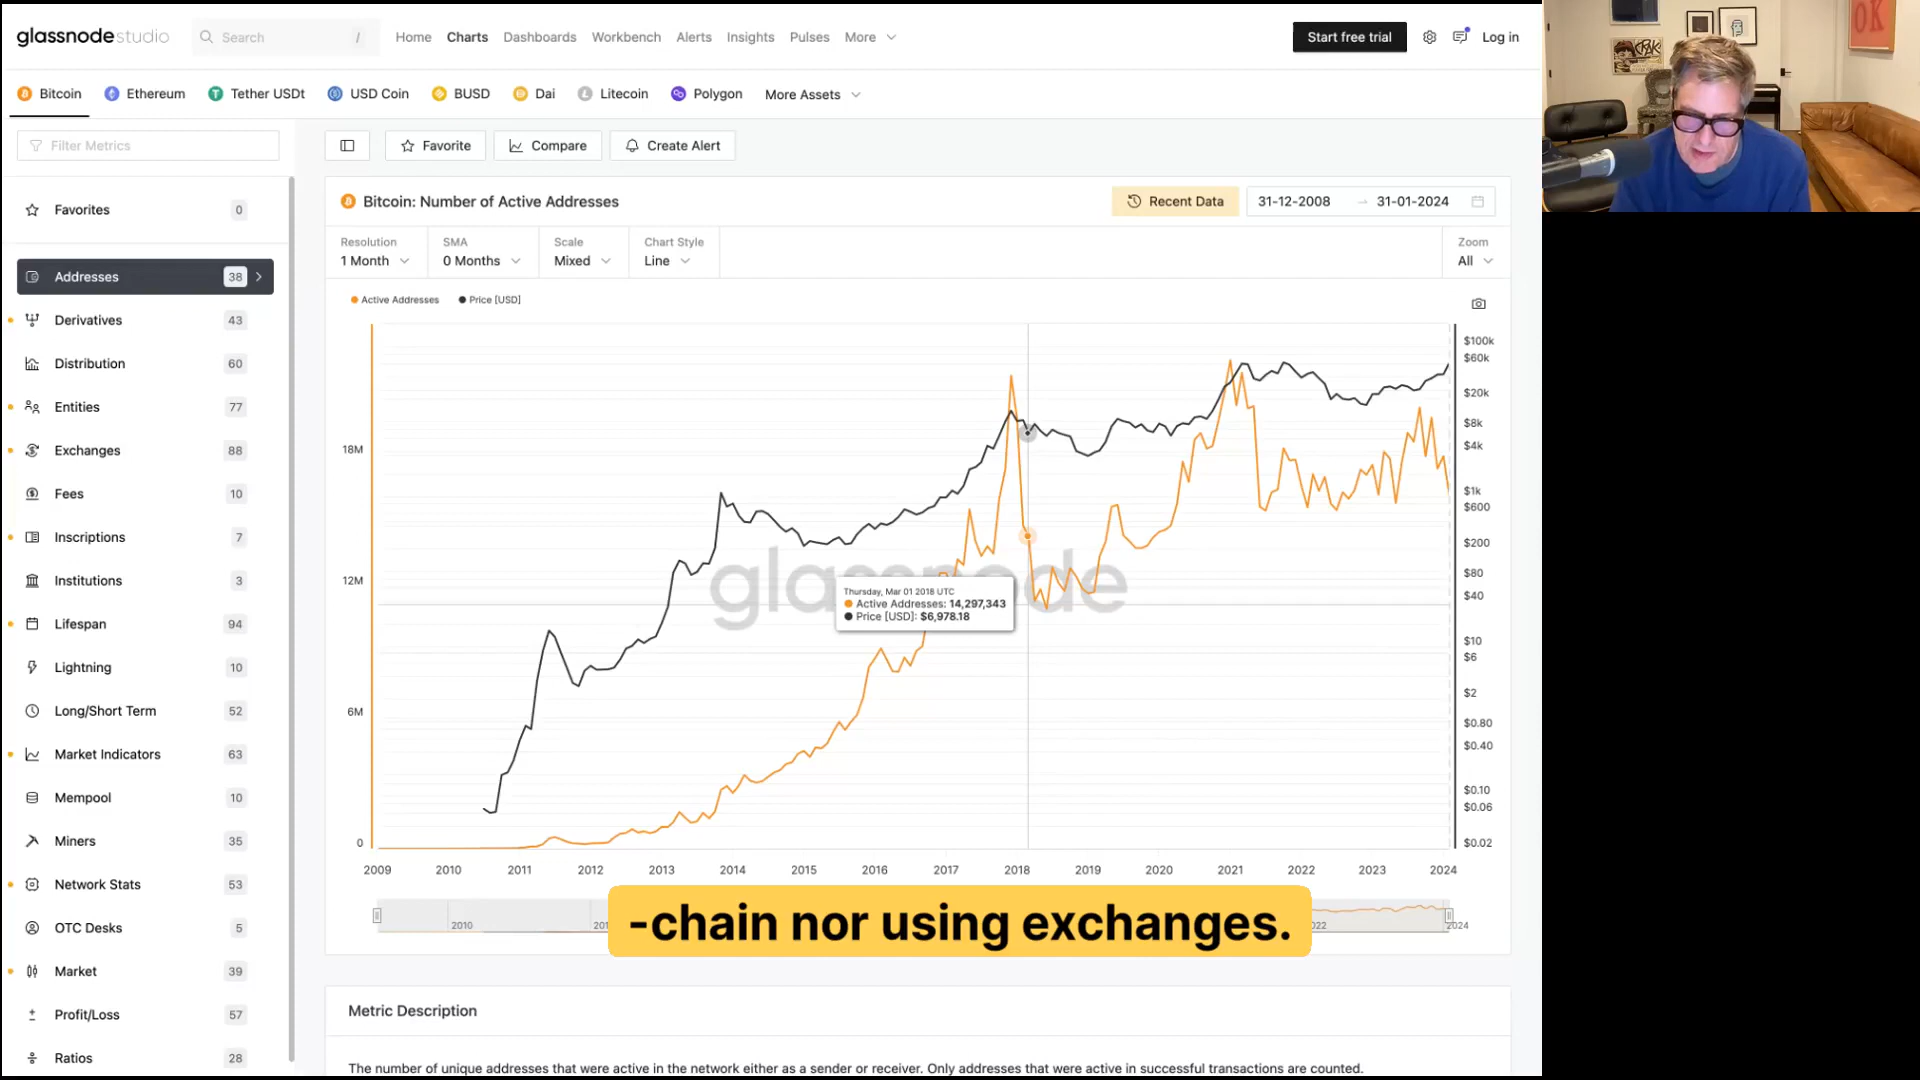 glassnodestudio
Search /
Home Charts Dashboards Workbench Alerts Insights Pulses More
Start free trial
Log in
Bitcoin Ethereum Tether USDt USD Coin BUSD Dai Litecoin Polygon More Assets
Filter Metrics
Favorites 0
Addresses 38
Derivatives 43
Distribution 60
Entities 77
Exchanges 88
Fees 10
Inscriptions 7
Institutions 3
Lifespan 94
Lightning 10
Long/Short Term 52
Market Indicators 63
Mempool 10
Miners 35
Network Stats 53
OTC Desks 5
Market 39
Profit/Loss 57
Ratios 28
Favorite Compare Create Alert
Bitcoin: Number of Active Addresses
Recent Data
31-12-2008 → 31-01-2024
Resolution SMA Scale Chart Style Zoom
1 Month 0 Months Mixed Line All
Active Addresses Price [USD]
18M
12M
6M
0
$100k
$60k
$20k
$8k
$4k
$1k
$600
$200
$80
$40
$10
$6
$2
$0.80
$0.40
$0.10
$0.06
$0.02
glassnode
Thursday, Mar 01 2018 UTC
Active Addresses: 14,297,343
Price [USD]: $6,978.18
2009 2010 2011 2012 2013 2014 2015 2016 2017 2018 2019 2020 2021 2022 2023 2024
2010 2024
-chain nor using exchanges.
Metric Description
The number of unique addresses that were active in the network either as a sender or receiver. Only addresses that were active in successful transactions are counted.
OK